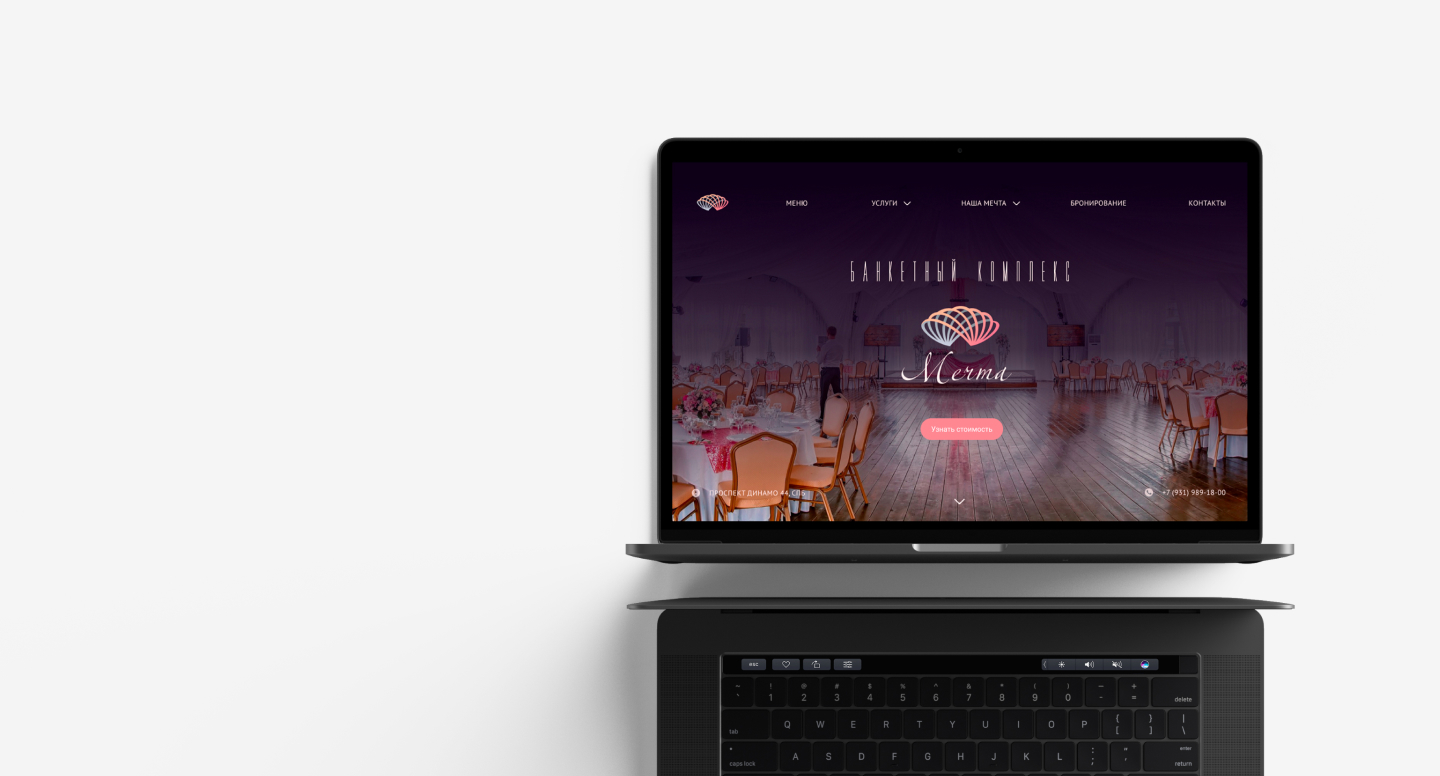 МЕНЮ УСЛУГИ НАША МЕЧТА БРОНИРОВАНИЕ КОНТАКТЫ
БАНКЕТНЫЙ КОМПЛЕКС
Мечта
Узнать стоимость
ПРОСПЕКТ ДИНАМО 44, СПБ
+7 (931) 989-18-00
esc
~ ! @ # $ % ^ & * ( ) — +
` 1 2 3 4 5 6 7 8 9 0 - = delete
tab Q W E R T Y U I O P { [ } ] | \
caps lock A S D F G H J K L : ; " ' enter return